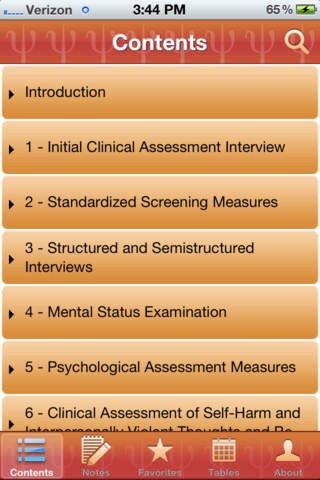 Verizon 3:44 PM 65%
Contents
Introduction
1 - Initial Clinical Assessment Interview
2 - Standardized Screening Measures
3 - Structured and Semistructured
Interviews
4 - Mental Status Examination
5 - Psychological Assessment Measures
6 - Clinical Assessment of Self-Harm and
Interpersonally Violent Thoughts and Be
Contents Notes Favorites Tables About